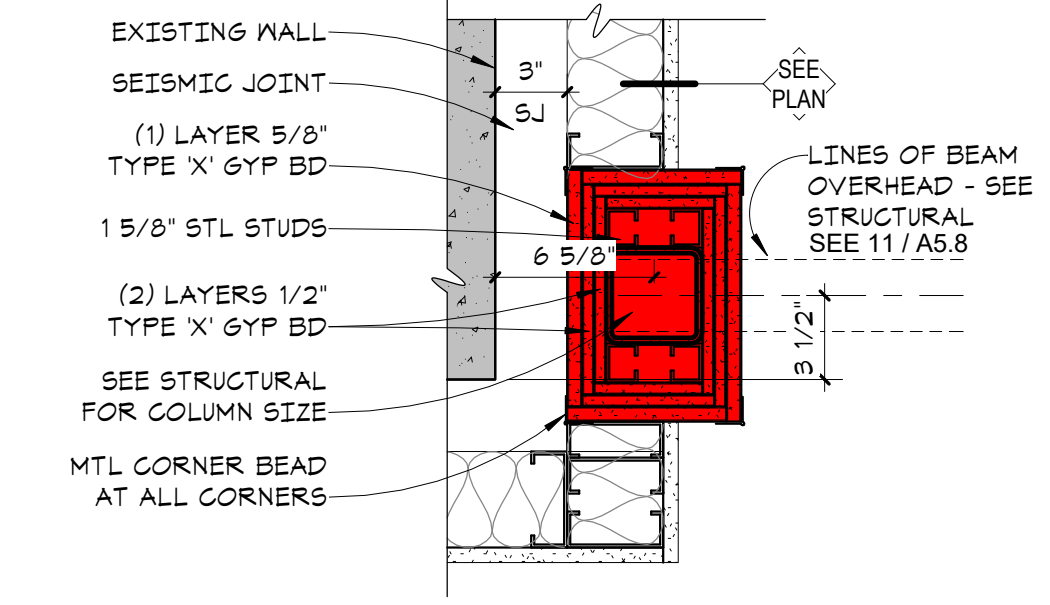 EXISTING WALL
SEISMIC JOINT
(1) LAYER 5/8"
TYPE 'X' GYP BD
1 5/8" STL STUDS
(2) LAYERS 1/2"
TYPE 'X' GYP BD
SEE STRUCTURAL
FOR COLUMN SIZE
MTL CORNER BEAD
AT ALL CORNERS
3"
SJ
6 5/8"
SEE
PLAN
LINES OF BEAM
OVERHEAD - SEE
STRUCTURAL
SEE 11 / A5.8
3 1/2"